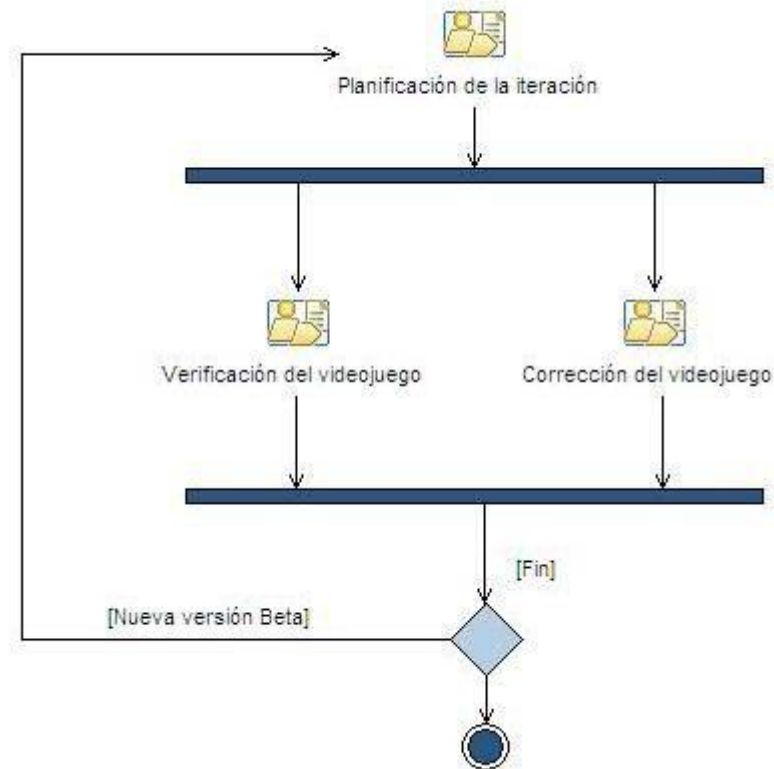 Planificación de la iteración
Verificación del videojuego
Corrección del videojuego
[Fin]
[Nueva versión Beta]